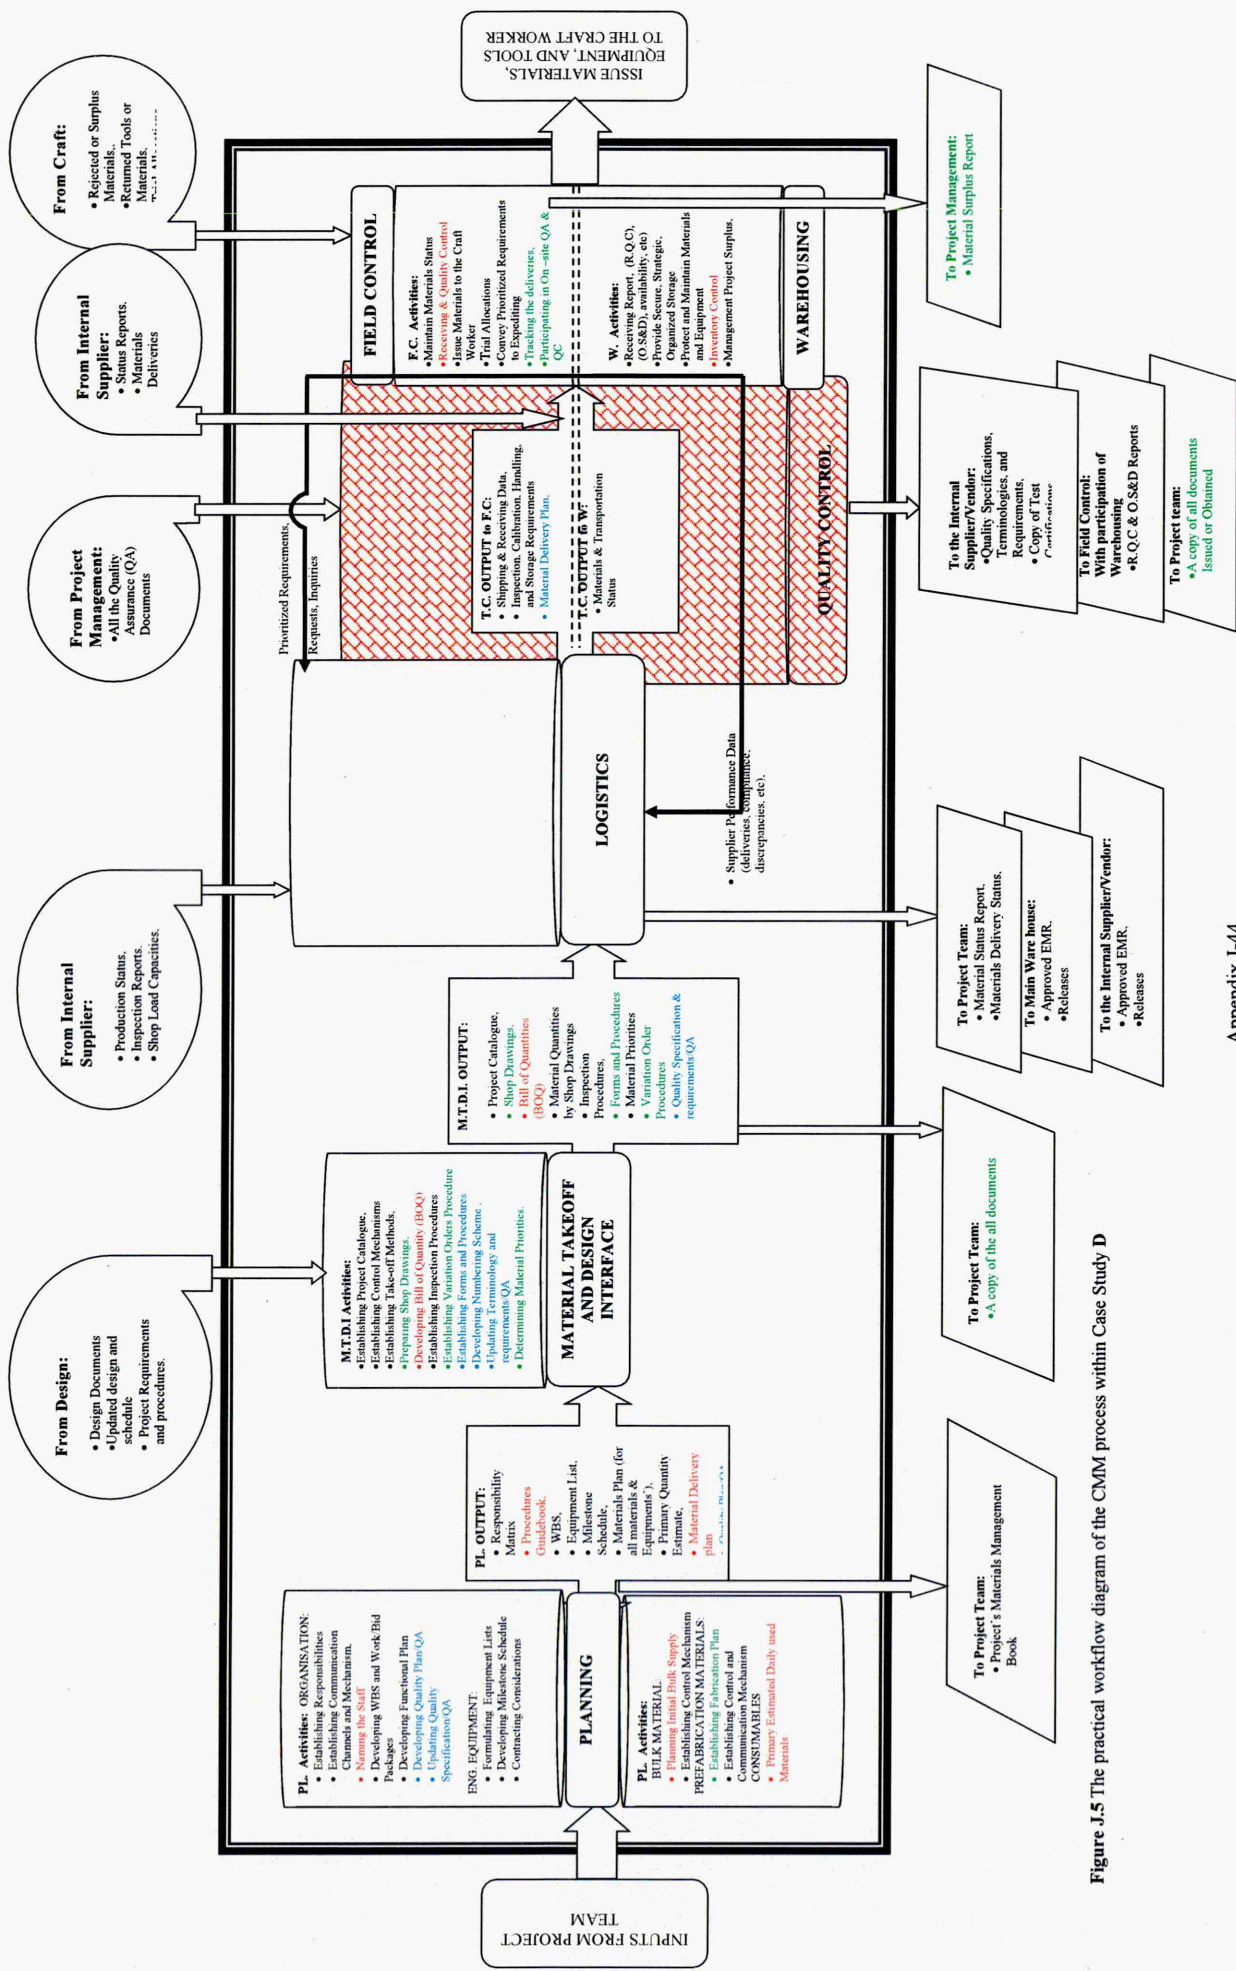 From Design:
• Design Documents
•Updated design and
schedule
• Project Requirements
and procedures.
From Internal
Supplier:
• Production Status,
• Inspection Reports.
• Shop Load Capacities,
From Project
Management:
•All the Quality
Assurance (QA)
Documents
From Internal
Supplier:
• Status Reports.
• Materials
Deliveries
From Craft:
• Rejected or Surplus
Materials..
•Returned Tools or
Materials.
INPUTS FROM PROJECT
TEAM
PL. Activities: ORGANISATION:
• Establishing Responsibilities
• Establishing Communication
Channels and Mechanism.
• Naming the Staff
• Developing WBS and Work/Bid
Packages
• Developing Functional Plan
• Developing Quality Plan/QA
• Updating Quality
Specification/QA
ENG. EQUIPMENT:
• Formulating Equipment Lists
• Developing Milestone Schedule
• Contracting Considerations
PLANNING
PL. Activities:
BULK MATERIAL:
• Planning Initial Bulk Supply
• Establishing Control Mechanism
PREFABRICATION MATERIALS:
• Establishing Fabrication Plan
• Establishing Control and
Communication Mechanism
CONSUMABLES
• Primary Estimated Daily used
Materials
PL. OUTPUT:
• Responsibility
Matrix
• Procedures
Guidebook,
• WBS,
• Equipment List.
• Milestone
Schedule,
• Materials Plan (for
all materials &
Equipments`),
• Primary Quantity
Estimate,
• Material Delivery
plan
M.T.D.I Activities:
•Establishing Project Catalogue,
•Establishing Control Mechanisms
•Establishing Take-off Methods,
•Preparing Shop Drawings.
•Developing Bill of Quantity (BOQ)
•Establishing Inspection Procedures
•Establishing Variation Orders Procedure
•Establishing Forms and Procedures
•Developing Numbering Scheme .
•Updating Terminology and
requirements/QA
•Determining Material Priorities.
MATERIAL TAKEOFF
AND DESIGN
INTERFACE
M.T.D.I. OUTPUT:
• Project Catalogue,
• Shop Drawings,
• Bill of Quantities
(BOQ)
• Material Quantities
by Shop Drawings
• Inspection
Procedures,
• Forms and Procedures
• Material Priorities
• Variation Order
Procedures
• Quality Specification &
requirements/QA
LOGISTICS
Prioritized Requirements,
Requests, Inquiries
• Supplier Performance Data
(deliveries, compliance,
discrepancies, etc),
T.C. OUTPUT to F.C:
• Shipping & Receiving Data,
• Inspection, Calibration, Handling,
and Storage Requirements
• Material Delivery Plan.
T.C. OUTPUT to W:
• Materials & Transportation
Status
QUALITY CONTROL
FIELD CONTROL
F.C. Activities:
•Maintain Materials Status
•Receiving & Quality Control
•Issue Materials to the Craft
Worker
•Trial Allocations
•Convey Prioritized Requirements
to Expediting
•Tracking the deliveries,
•Participating in On –site QA &
QC
W. Activities:
•Receiving Report, (R.Q.C),
(O.S&D), availability, etc)
•Provide Secure, Strategic,
Organized Storage
•Protect and Maintain Materials
and Equipment
•Inventory Control
•Management Project Surplus,
WAREHOUSING
ISSUE MATERIALS,
EQUIPMENT, AND TOOLS
TO THE CRAFT WORKER
To Project Team:
• Project`s Materials Management
Book
To Project Team:
•A copy of the all documents
To Project Team:
• Material Status Report,
•Materials Delivery Status.
To Main Ware house:
• Approved EMR.
•Releases
To the Internal Supplier/Vendor:
• Approved EMR,
•Releases
To the Internal
Supplier/Vendor:
•Quality Specifications,
Terminologies, and
Requirements.
• Copy of Test
Certifications
To Field Control:
With participation of
Warehousing
•R.Q.C & O.S&D Reports
To Project team:
•A copy of all documents
Issued or Obtained
To Project Management:
• Material Surplus Report
Figure J.5 The practical workflow diagram of the CMM process within Case Study D
Appendix J-44